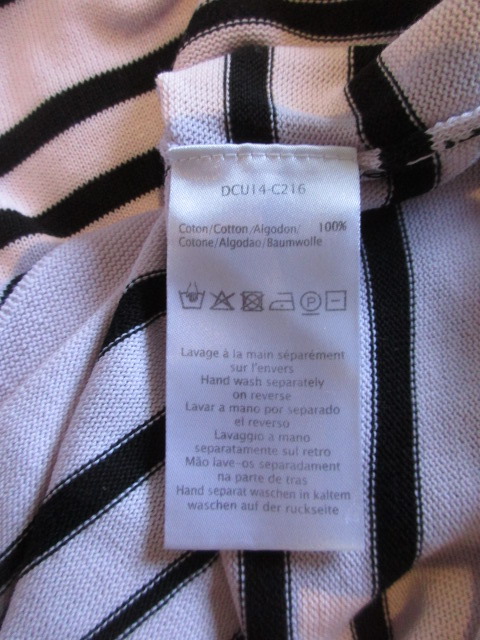 DCU14-C216
Coton/Cotton/Algodon/ 100%
Cotone/Algodao/Baumwolle
P
Lavage à la main séparément
sur l'envers
Hand wash separately
on reverse
Lavar a mano por separado
el reverso
Lavaggio a mano
separatamente sul retro
Mão lave-os separadament
na parte de tras
Hand separat waschen in kaltem
waschen auf der ruckseite